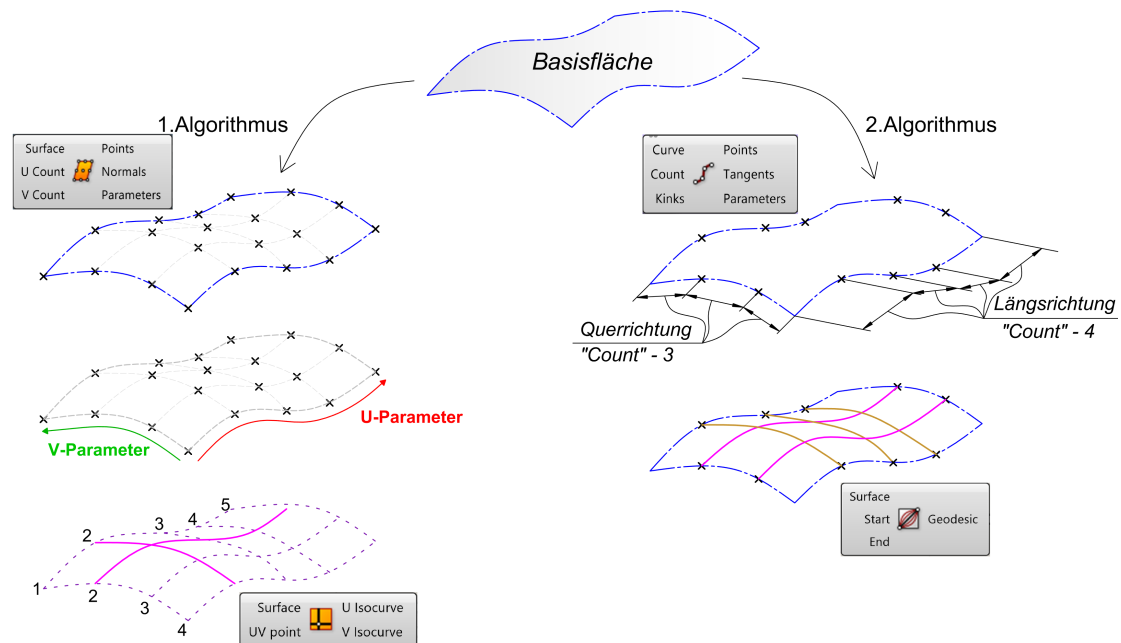 Basisfläche
1.Algorithmus
2.Algorithmus
Surface Points
U Count Normals
V Count Parameters
Curve Points
Count Tangents
Kinks Parameters
Querrichtung
"Count" - 3
Längsrichtung
"Count" - 4
V-Parameter
U-Parameter
5
4
3
2
1
2
3
4
Surface
Start Geodesic
End
Surface U Isocurve
UV point V Isocurve